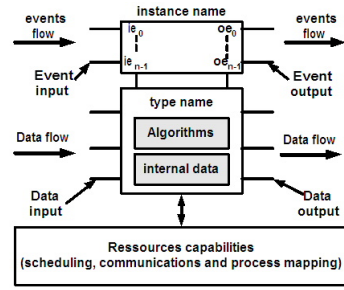 instance name
events
flow
ie0
oe0
events
flow
ien-1
oen-1
Event
input
Event
output
type name
Algorithms
Data flow
Data flow
internal data
Data
input
Data
output
Ressources capabilities
(scheduling, communications and process mapping)